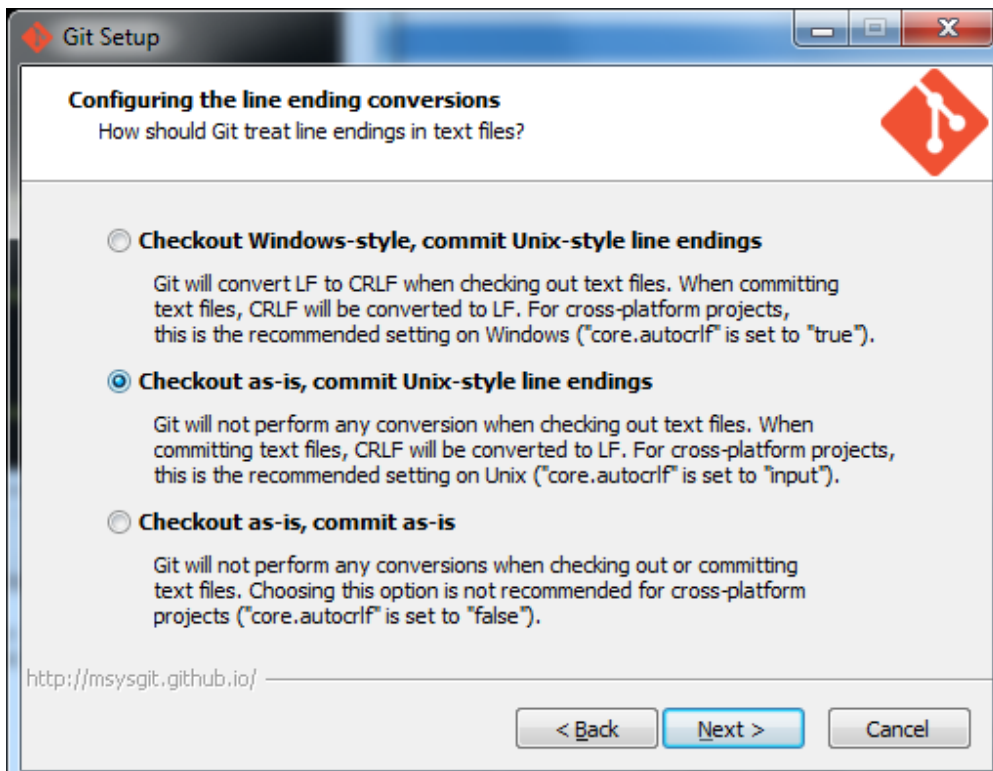 Git Setup
Configuring the line ending conversions
How should Git treat line endings in text files?
Checkout Windows-style, commit Unix-style line endings
Git will convert LF to CRLF when checking out text files. When committing
text files, CRLF will be converted to LF. For cross-platform projects,
this is the recommended setting on Windows ("core.autocrlf" is set to "true").
Checkout as-is, commit Unix-style line endings
Git will not perform any conversion when checking out text files. When
committing text files, CRLF will be converted to LF. For cross-platform projects,
this is the recommended setting on Unix ("core.autocrlf" is set to "input").
Checkout as-is, commit as-is
Git will not perform any conversions when checking out or committing
text files. Choosing this option is not recommended for cross-platform
projects ("core.autocrlf" is set to "false").
http://msysgit.github.io/
< Back Next > Cancel